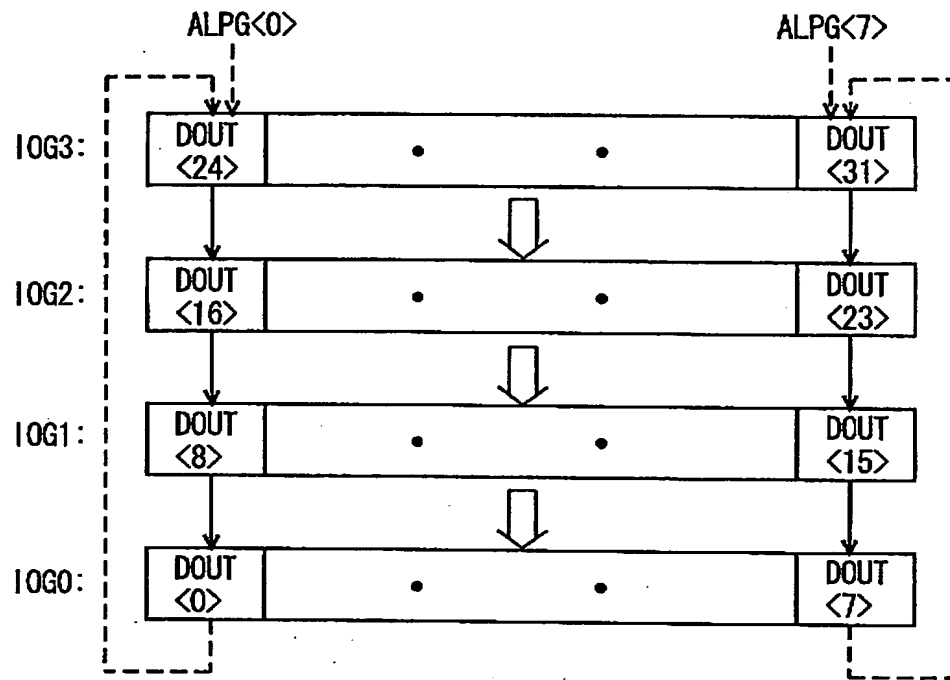 ALPG<0> ALPG<7>
IOG3: DOUT <24> DOUT <31>
IOG2: DOUT <16> DOUT <23>
IOG1: DOUT <8> DOUT <15>
IOG0: DOUT <0> DOUT <7>